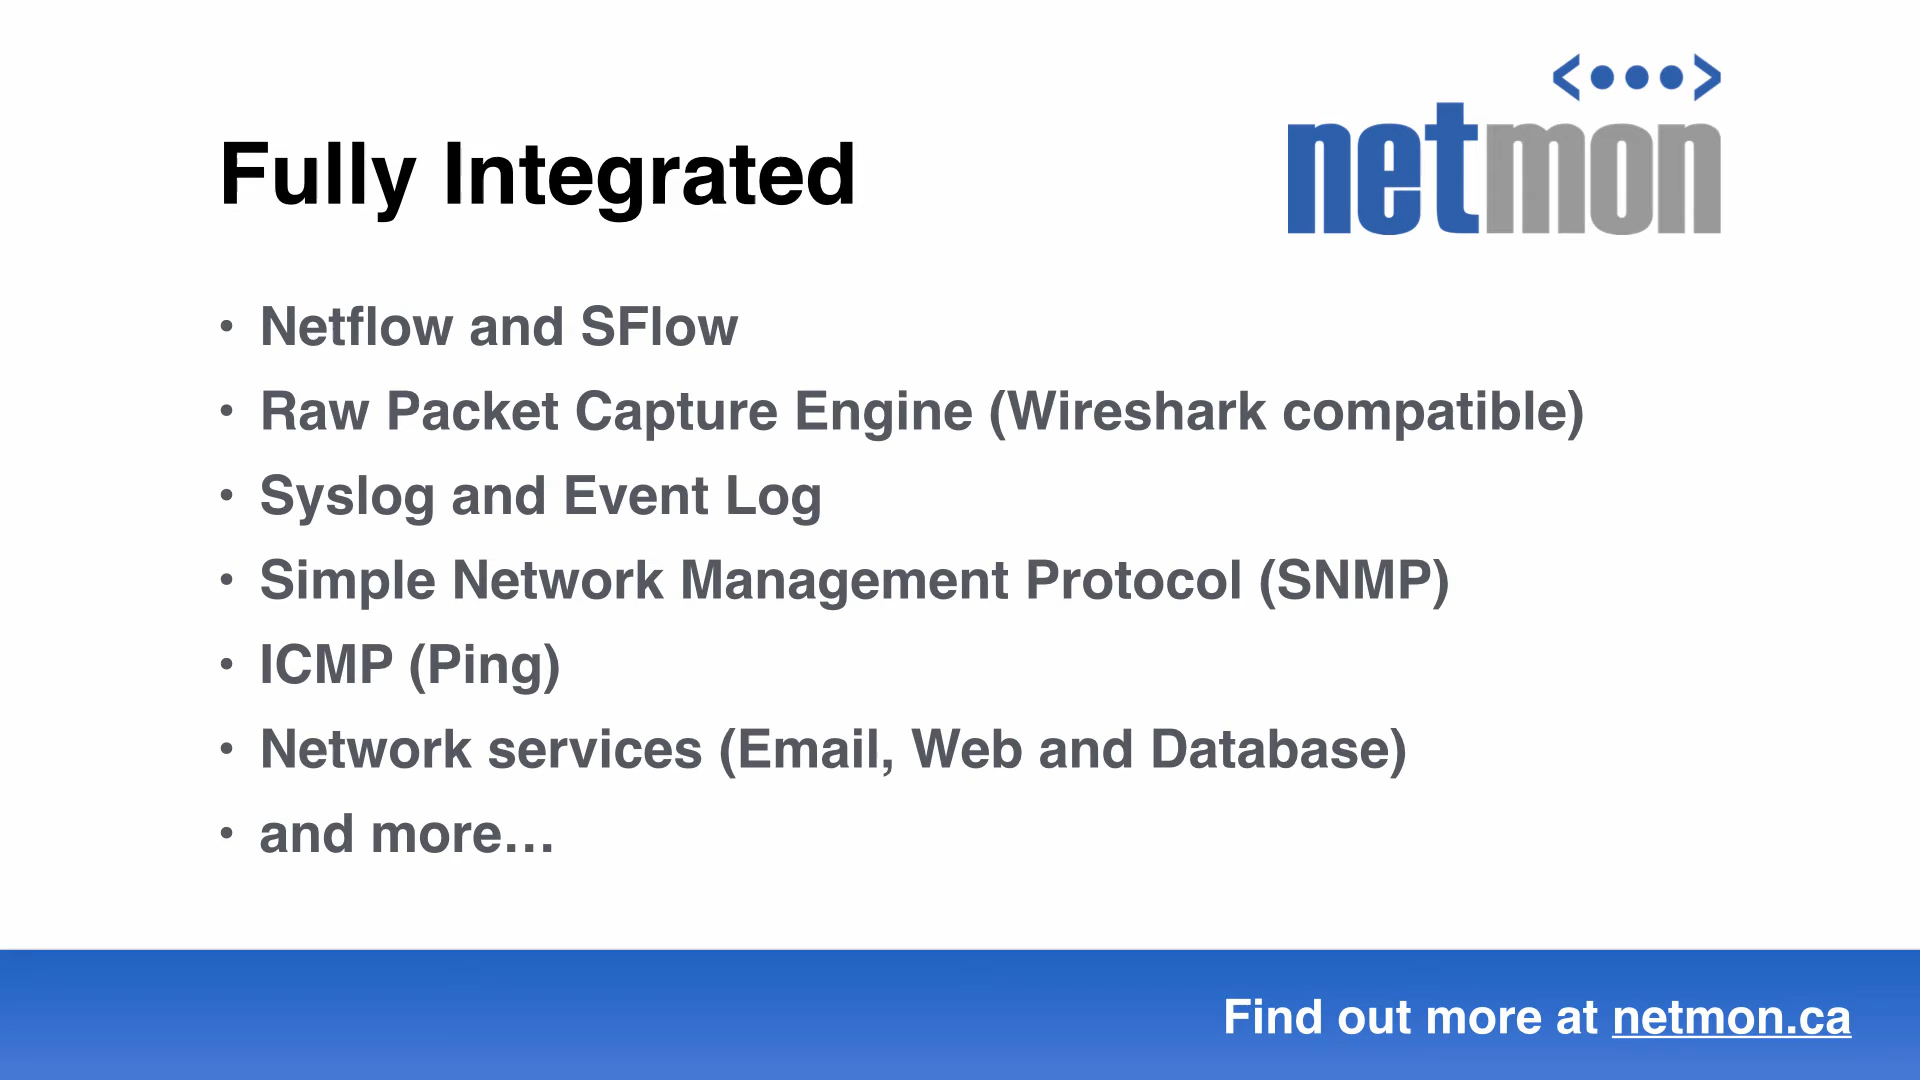 netmon
Fully Integrated
• Netflow and SFlow
• Raw Packet Capture Engine (Wireshark compatible)
• Syslog and Event Log
• Simple Network Management Protocol (SNMP)
• ICMP (Ping)
• Network services (Email, Web and Database)
• and more…
Find out more at netmon.ca